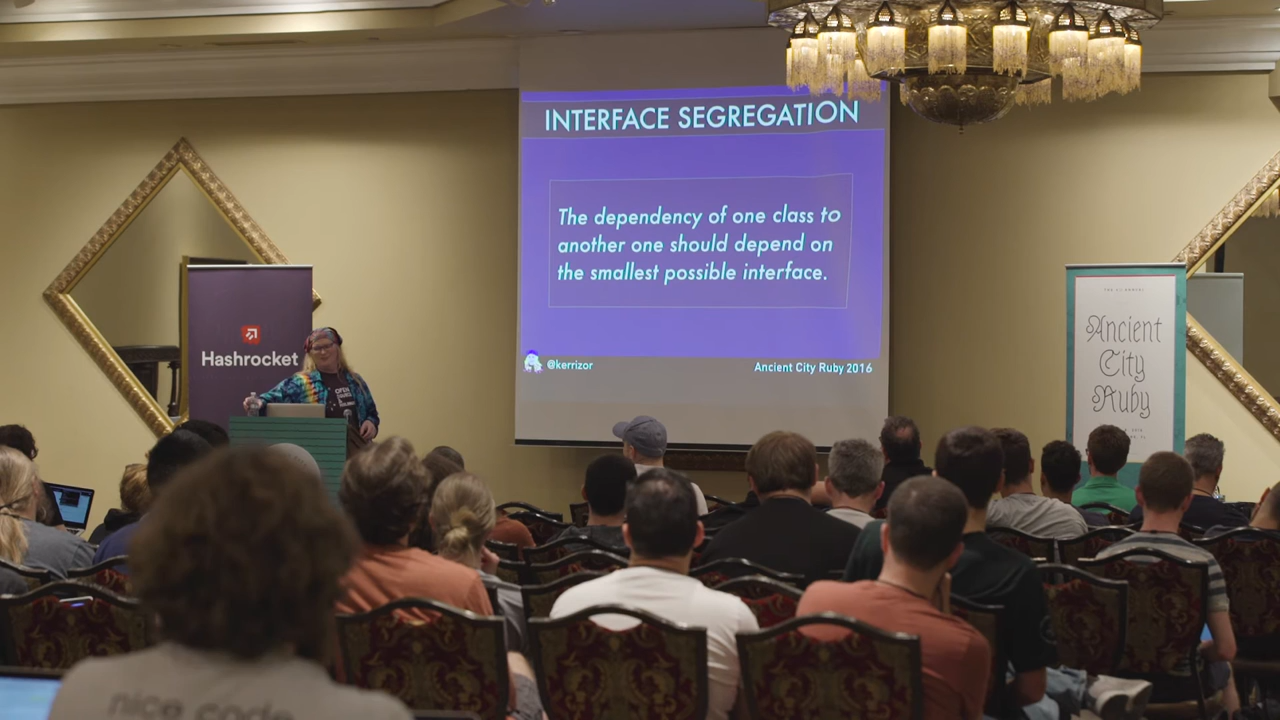 INTERFACE SEGREGATION
The dependency of one class to
another one should depend on
the smallest possible interface.
@kerrizor
Ancient City Ruby 2016
Hashrocket
Ancient
City
Ruby
nice code